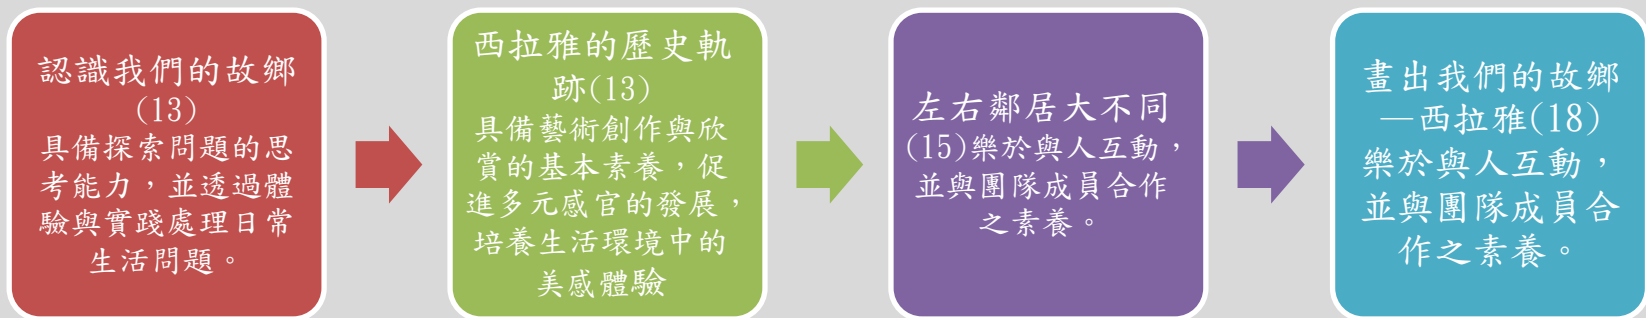 認識我們的故鄉
(13)
具備探索問題的思
考能力，並透過體
驗與實踐處理日常
生活問題。
西拉雅的歷史軌
跡(13)
具備藝術創作與欣
賞的基本素養，促
進多元感官的發展，
培養生活環境中的
美感體驗
左右鄰居大不同
(15)樂於與人互動，
並與團隊成員合作
之素養。
畫出我們的故鄉
—西拉雅(18)
樂於與人互動，
並與團隊成員合
作之素養。